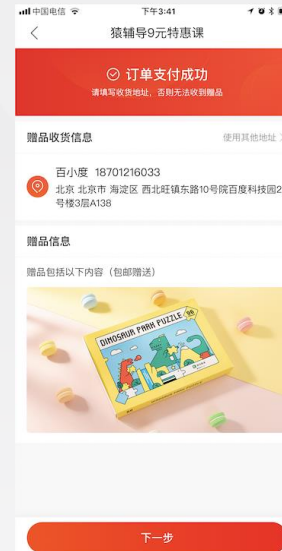 中国电信 下午3:41
猿辅导9元特惠课
订单支付成功
请填写收货地址，否则无法收到赠品
赠品收货信息 使用其他地址
百小度 18701216033
北京 北京市 海淀区 西北旺镇东路10号院百度科技园2
号楼3层A138
赠品信息
赠品包括以下内容（包邮赠送）
DINOSAUR PARK PUZZLE
96
下一步